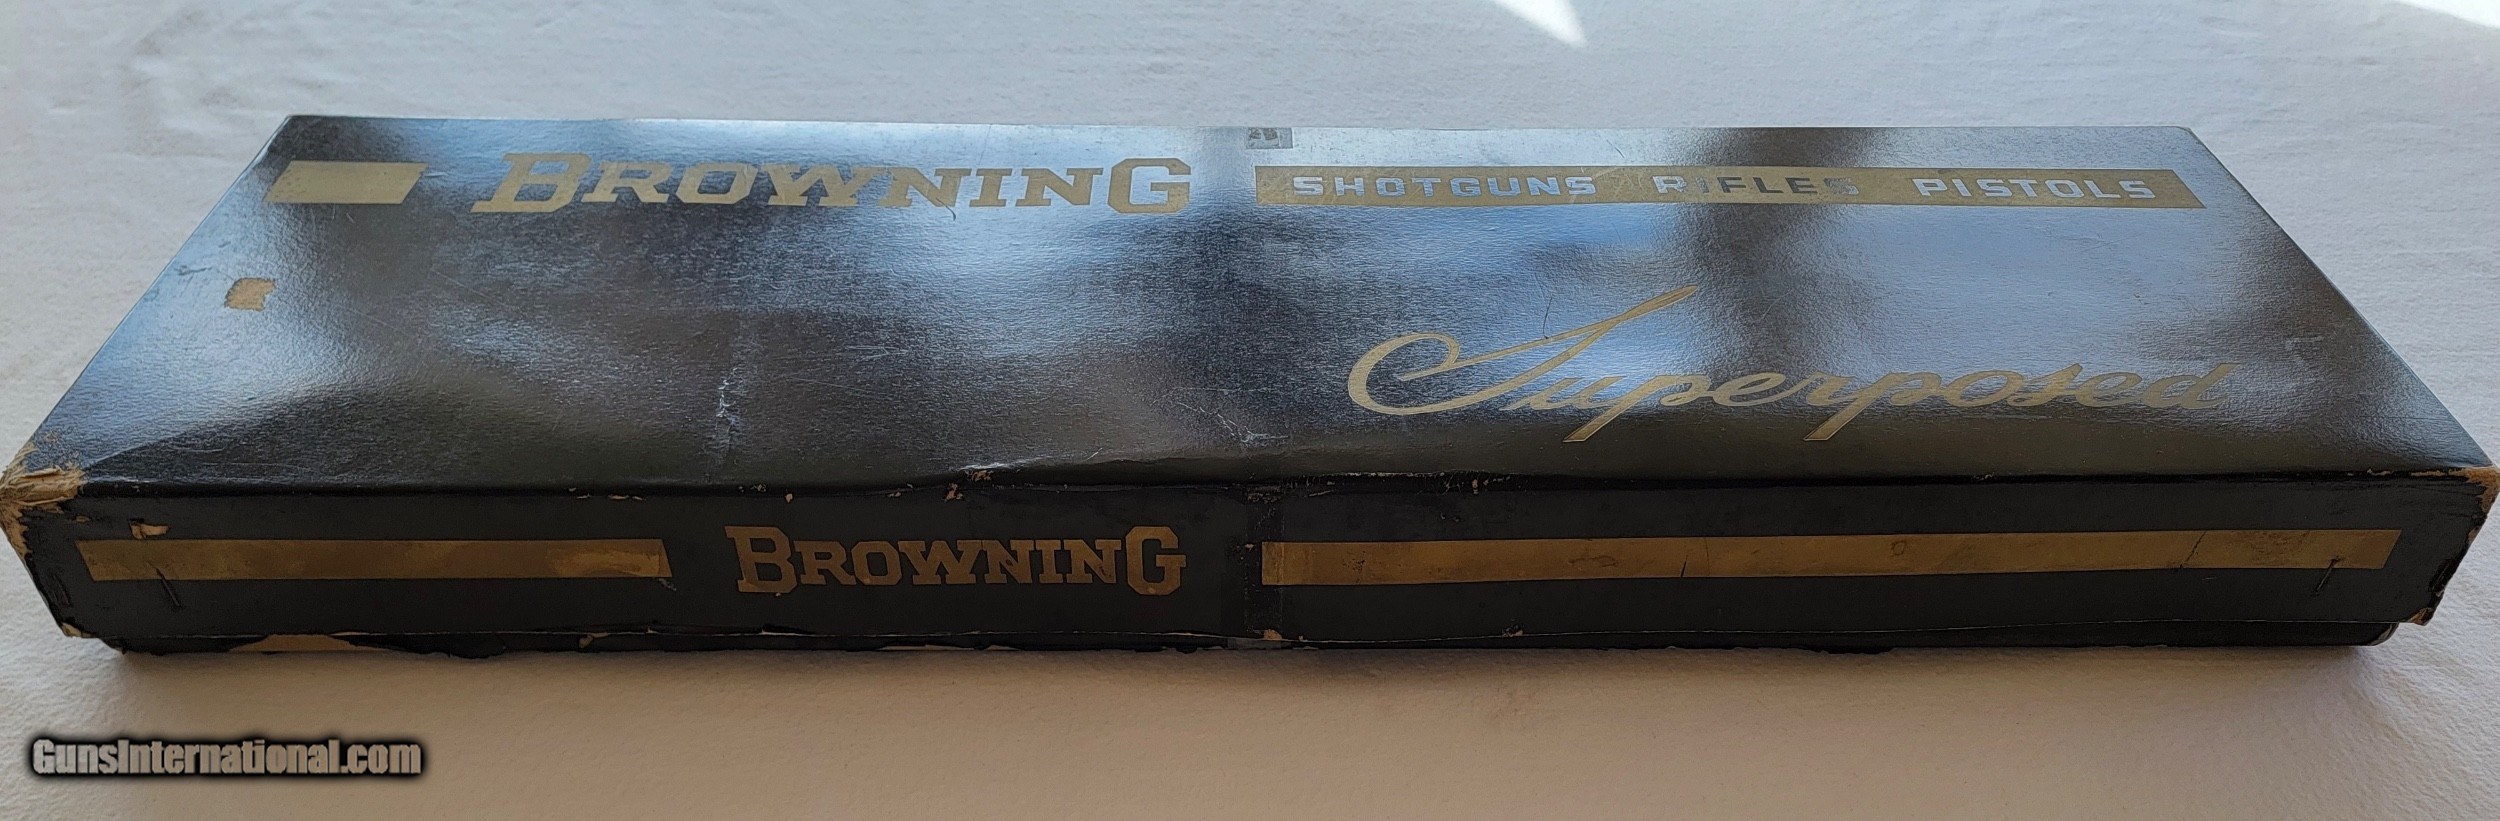 BROWNING SHOTGUNS RIFLES PISTOLS
Superposed
BROWNING
GunsInternational.com